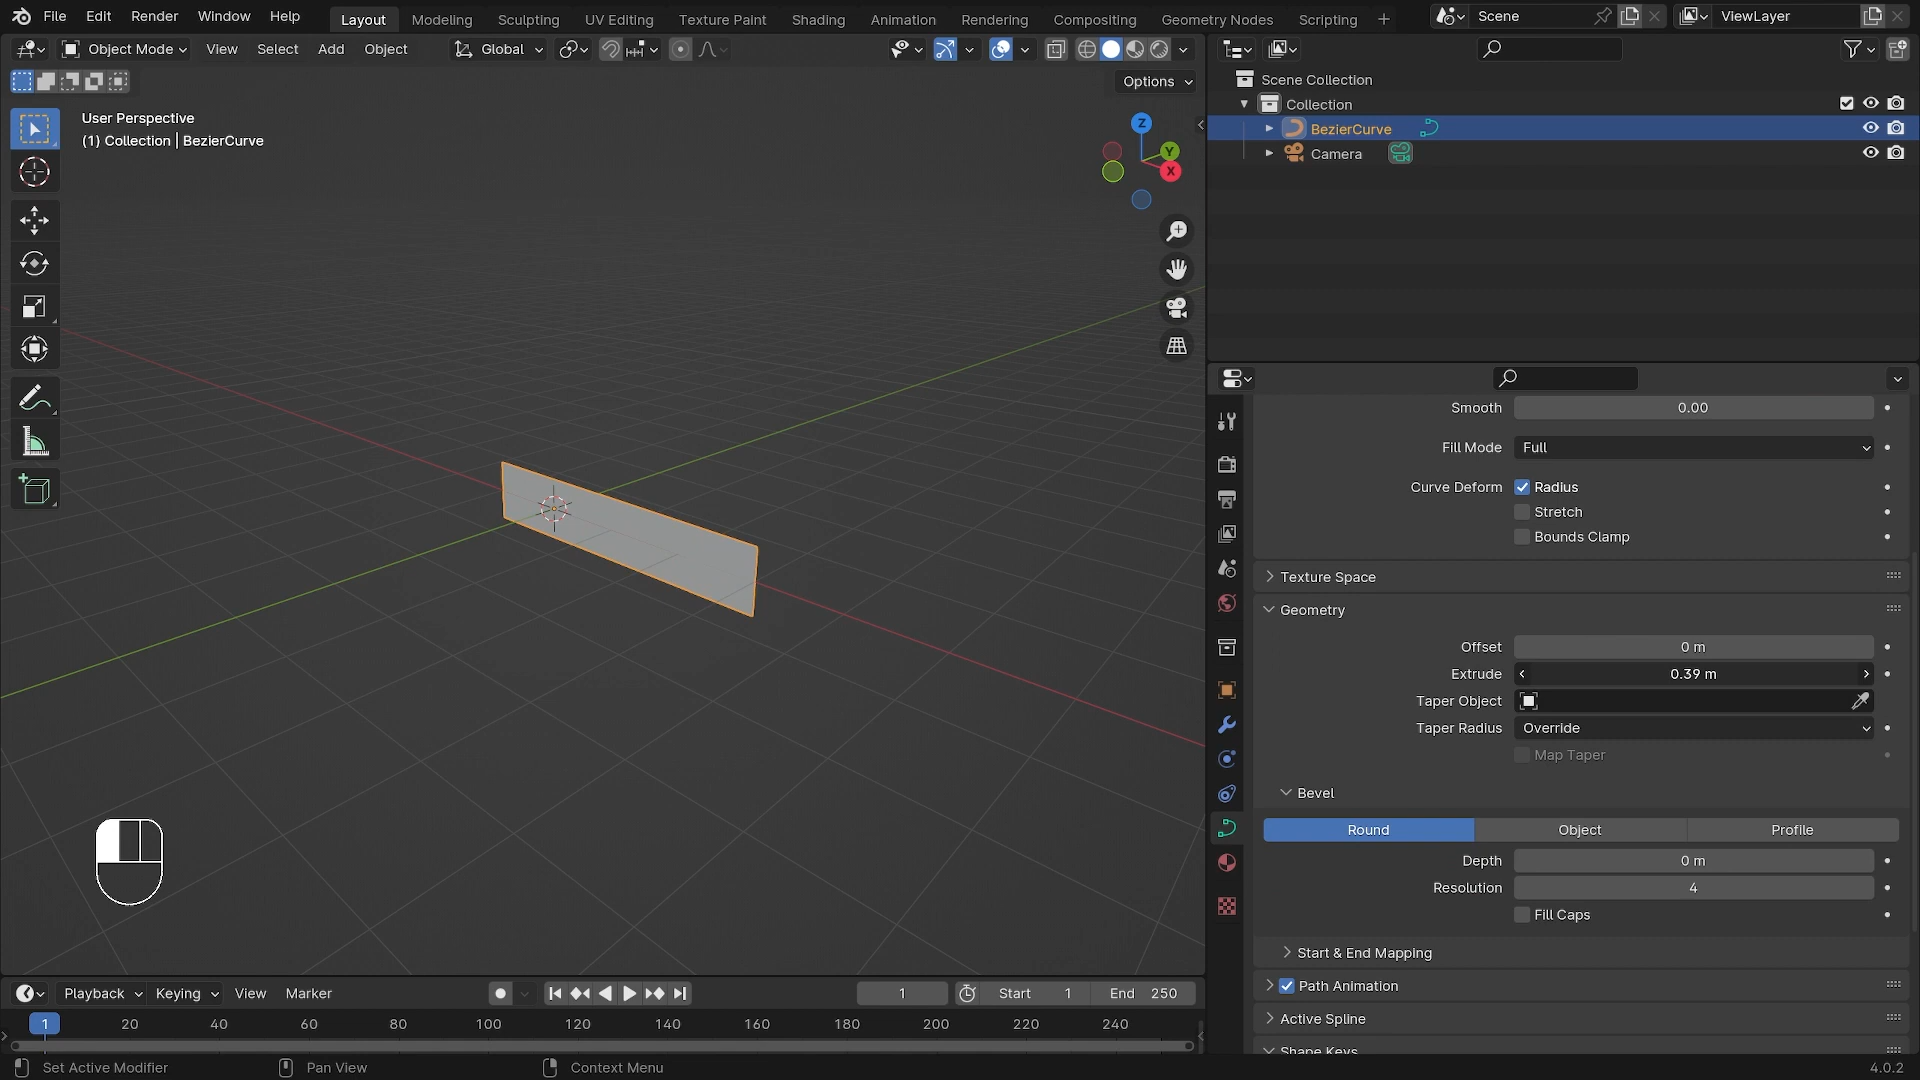 File Edit Render Window Help Layout Modeling Sculpting UV Editing Texture Paint Shading Animation Rendering Compositing Geometry Nodes Scripting + Scene ViewLayer
Object Mode View Select Add Object Global
Options
User Perspective
(1) Collection | BezierCurve
Z
Y
X
Scene Collection
Collection
BezierCurve
Camera
Smooth 0.00
Fill Mode Full
Curve Deform Radius
Stretch
Bounds Clamp
Texture Space
Geometry
Offset 0 m
Extrude 0.39 m
Taper Object
Taper Radius Override
Map Taper
Bevel
Round Object Profile
Depth 0 m
Resolution 4
Fill Caps
Start & End Mapping
Path Animation
Active Spline
Shape Keys
Playback Keying View Marker 1 Start 1 End 250
1 20 40 60 80 100 120 140 160 180 200 220 240
Set Active Modifier Pan View Context Menu 4.0.2